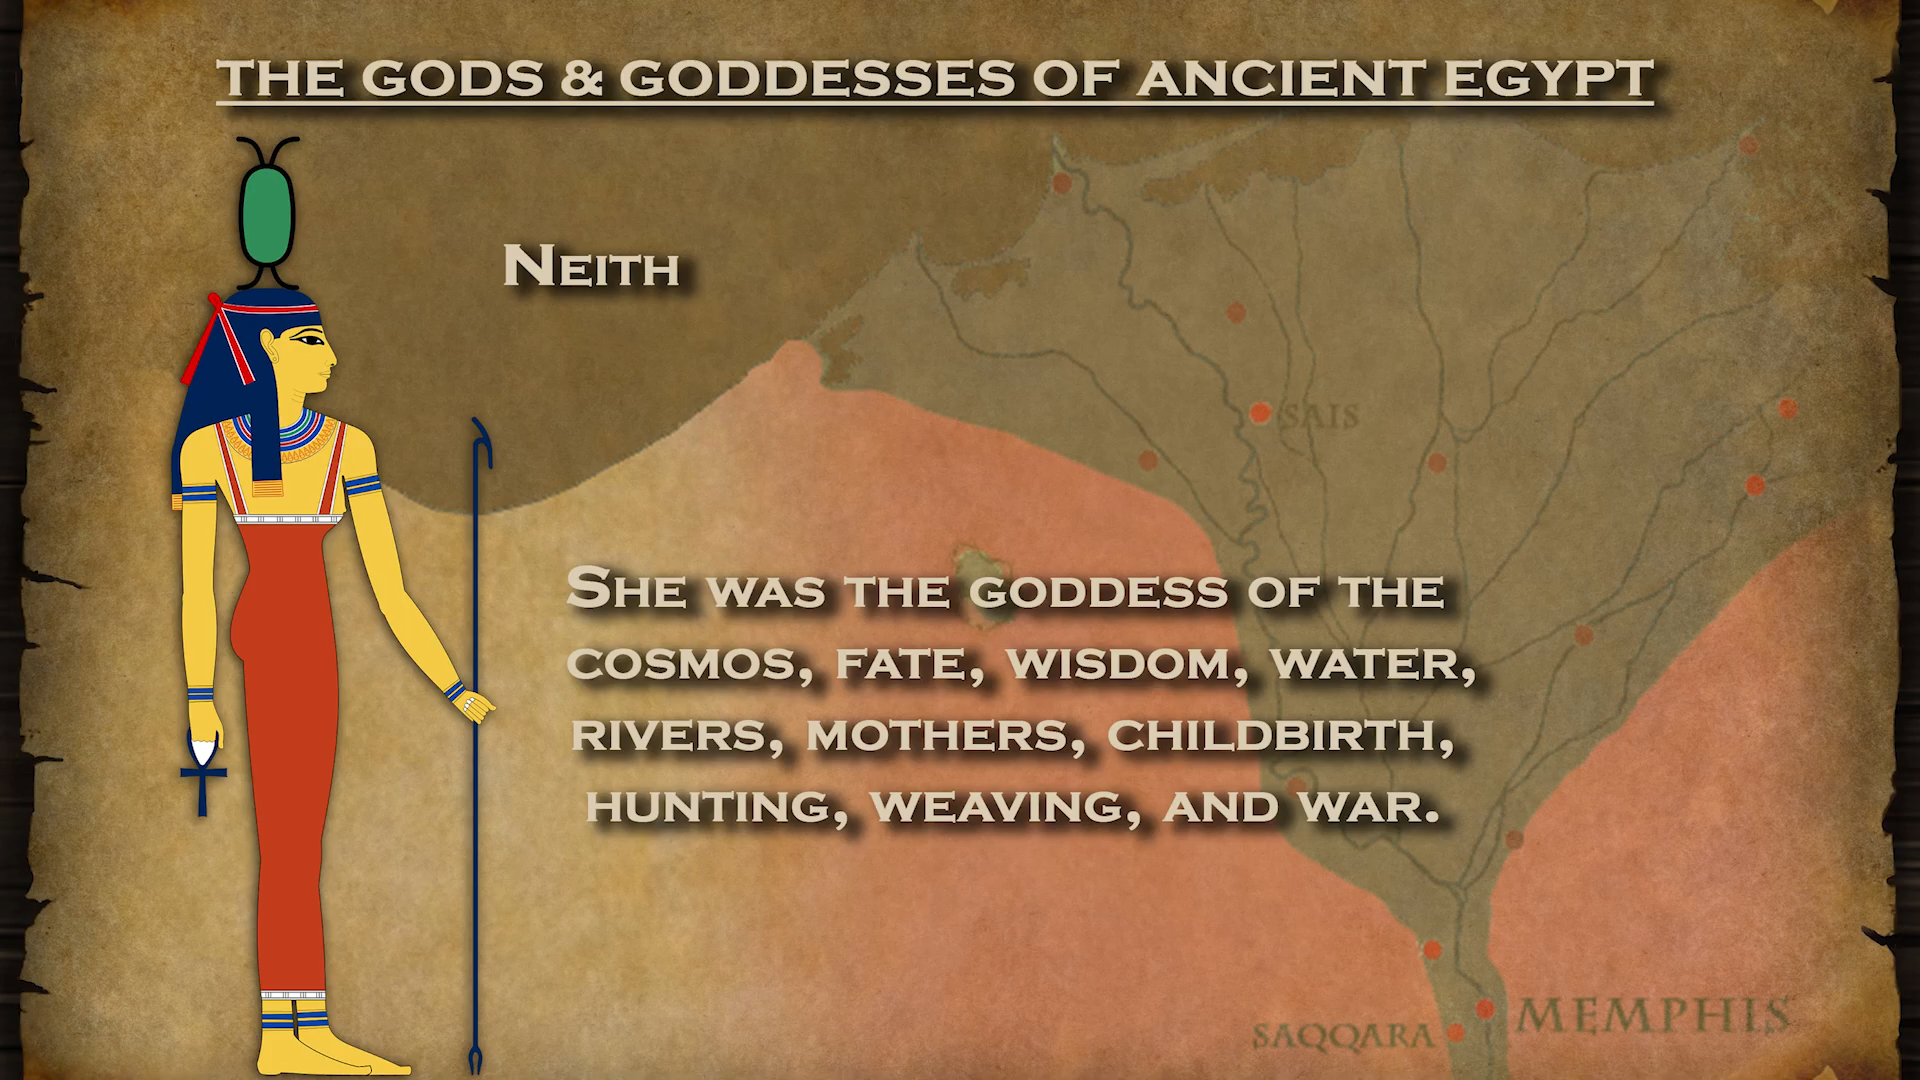 THE GODS & GODDESSES OF ANCIENT EGYPT
NEITH
SAIS
SHE WAS THE GODDESS OF THE
COSMOS, FATE, WISDOM, WATER,
RIVERS, MOTHERS, CHILDBIRTH,
HUNTING, WEAVING, AND WAR.
MEMPHIS
SAQQARA